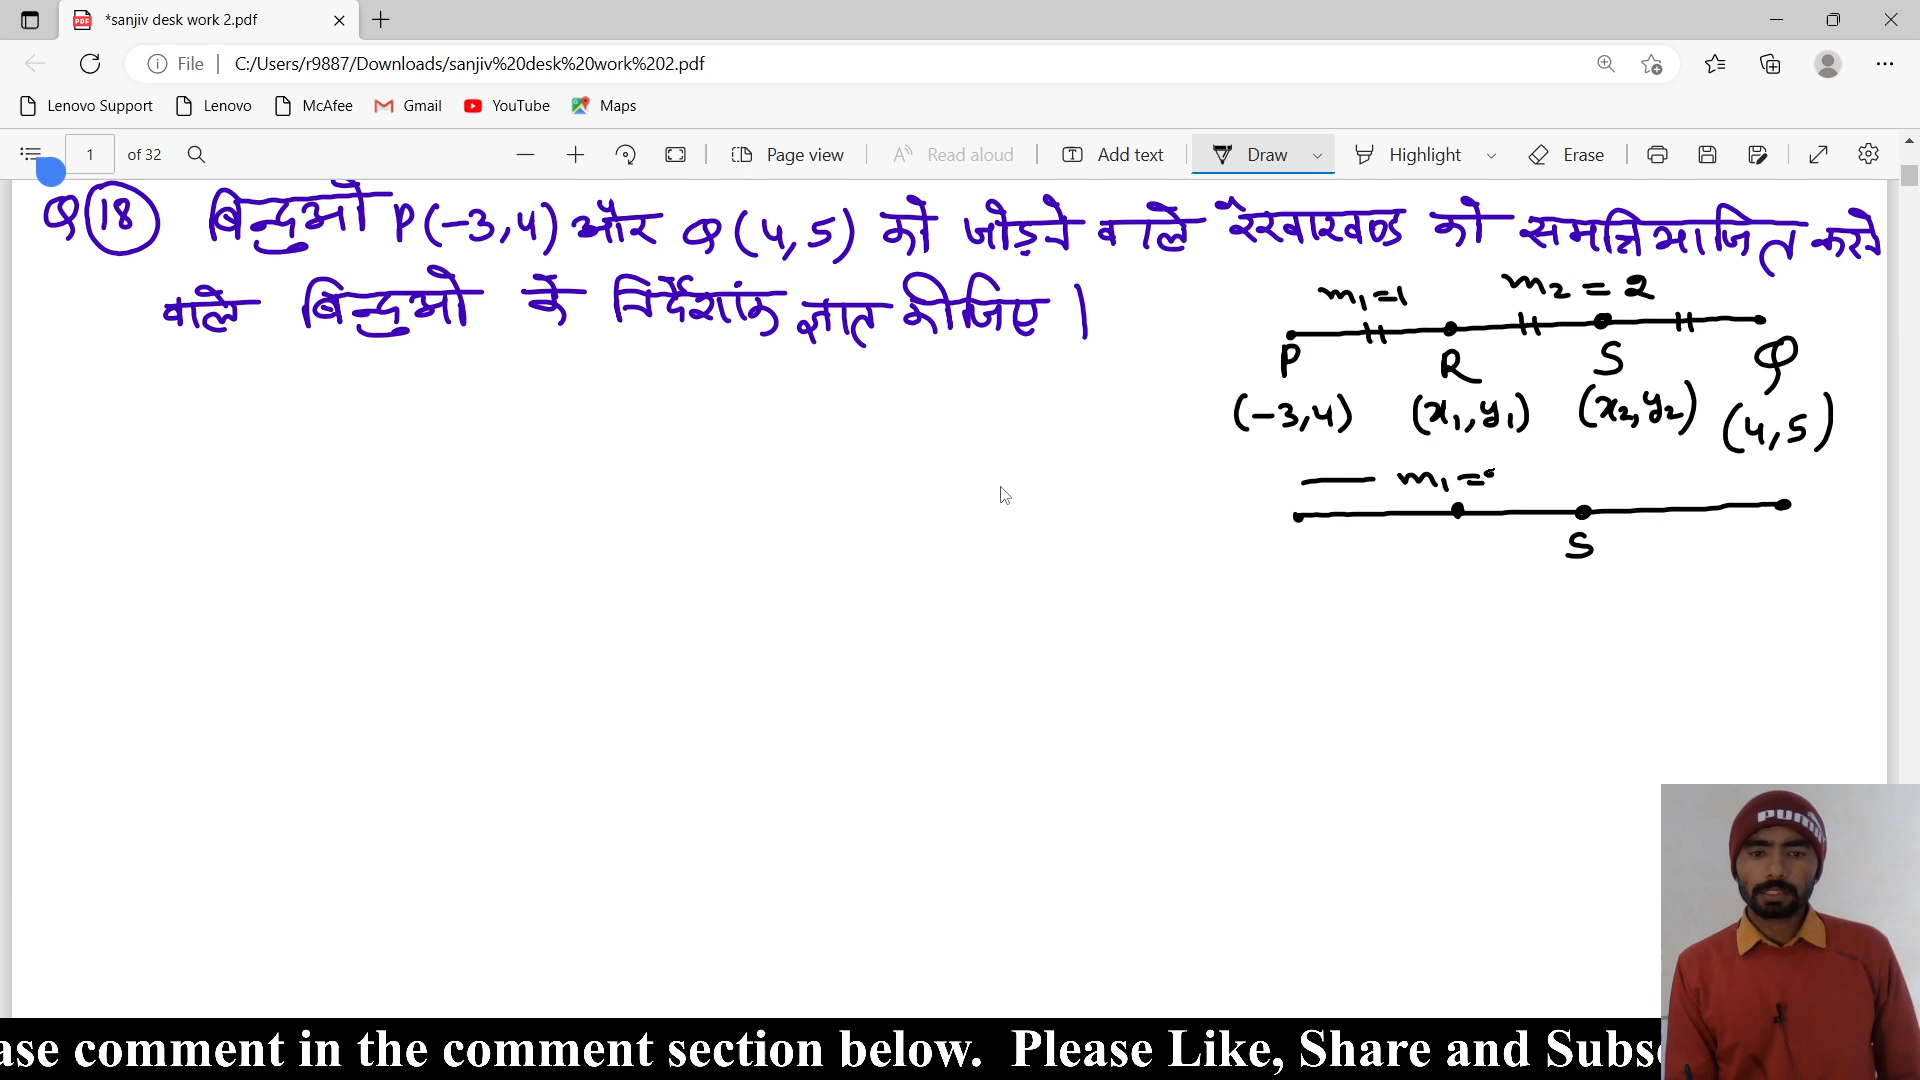 *sanjiv desk work 2.pdf
File | C:/Users/r9887/Downloads/sanjiv%20desk%20work%202.pdf
Lenovo Support Lenovo McAfee Gmail YouTube Maps
1 of 32 Page view Read aloud Add text Draw Highlight Erase
Q 18 बिन्दुओं P(-3,4) और Q(4,5) को जोड़ने वाले रेखाखण्ड को समत्रिभाजित करने
वाले बिन्दुओ के निर्देशांक ज्ञात कीजिए।
m₁=1 m₂ = 2
P R S Q
(-3,4) (x₁,y₁) (x₂,y₂) (4,5)
m₁ =
S
PUMA
ase comment in the comment section below. Please Like, Share and Subs